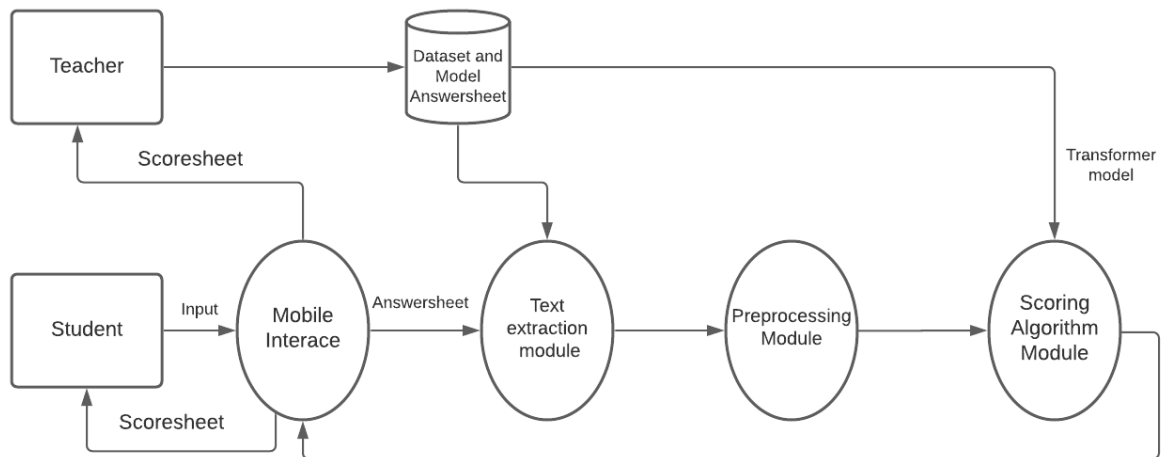 Teacher
Dataset and
Model
Answersheet
Scoresheet
Transformer
model
Student
Input
Mobile
Interace
Answersheet
Text
extraction
module
Preprocessing
Module
Scoring
Algorithm
Module
Scoresheet